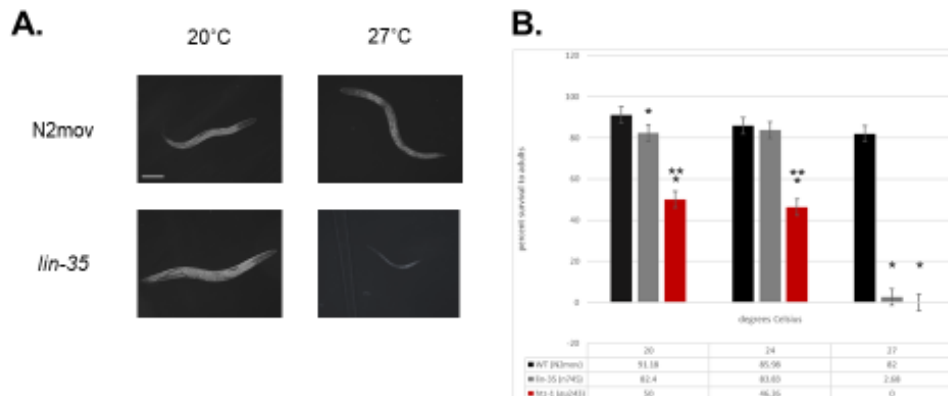 A.
20°C
27°C
N2mov
lin-35
B.
120
100
80
60
40
20
0
-20
percent survival to adults
*
**
*
**
*
*
*
degrees Celsius
20
24
27
WT (N2mov)
91.18
85.98
82
lin-35 (n745)
82.4
83.83
2.68
50
46.36
0